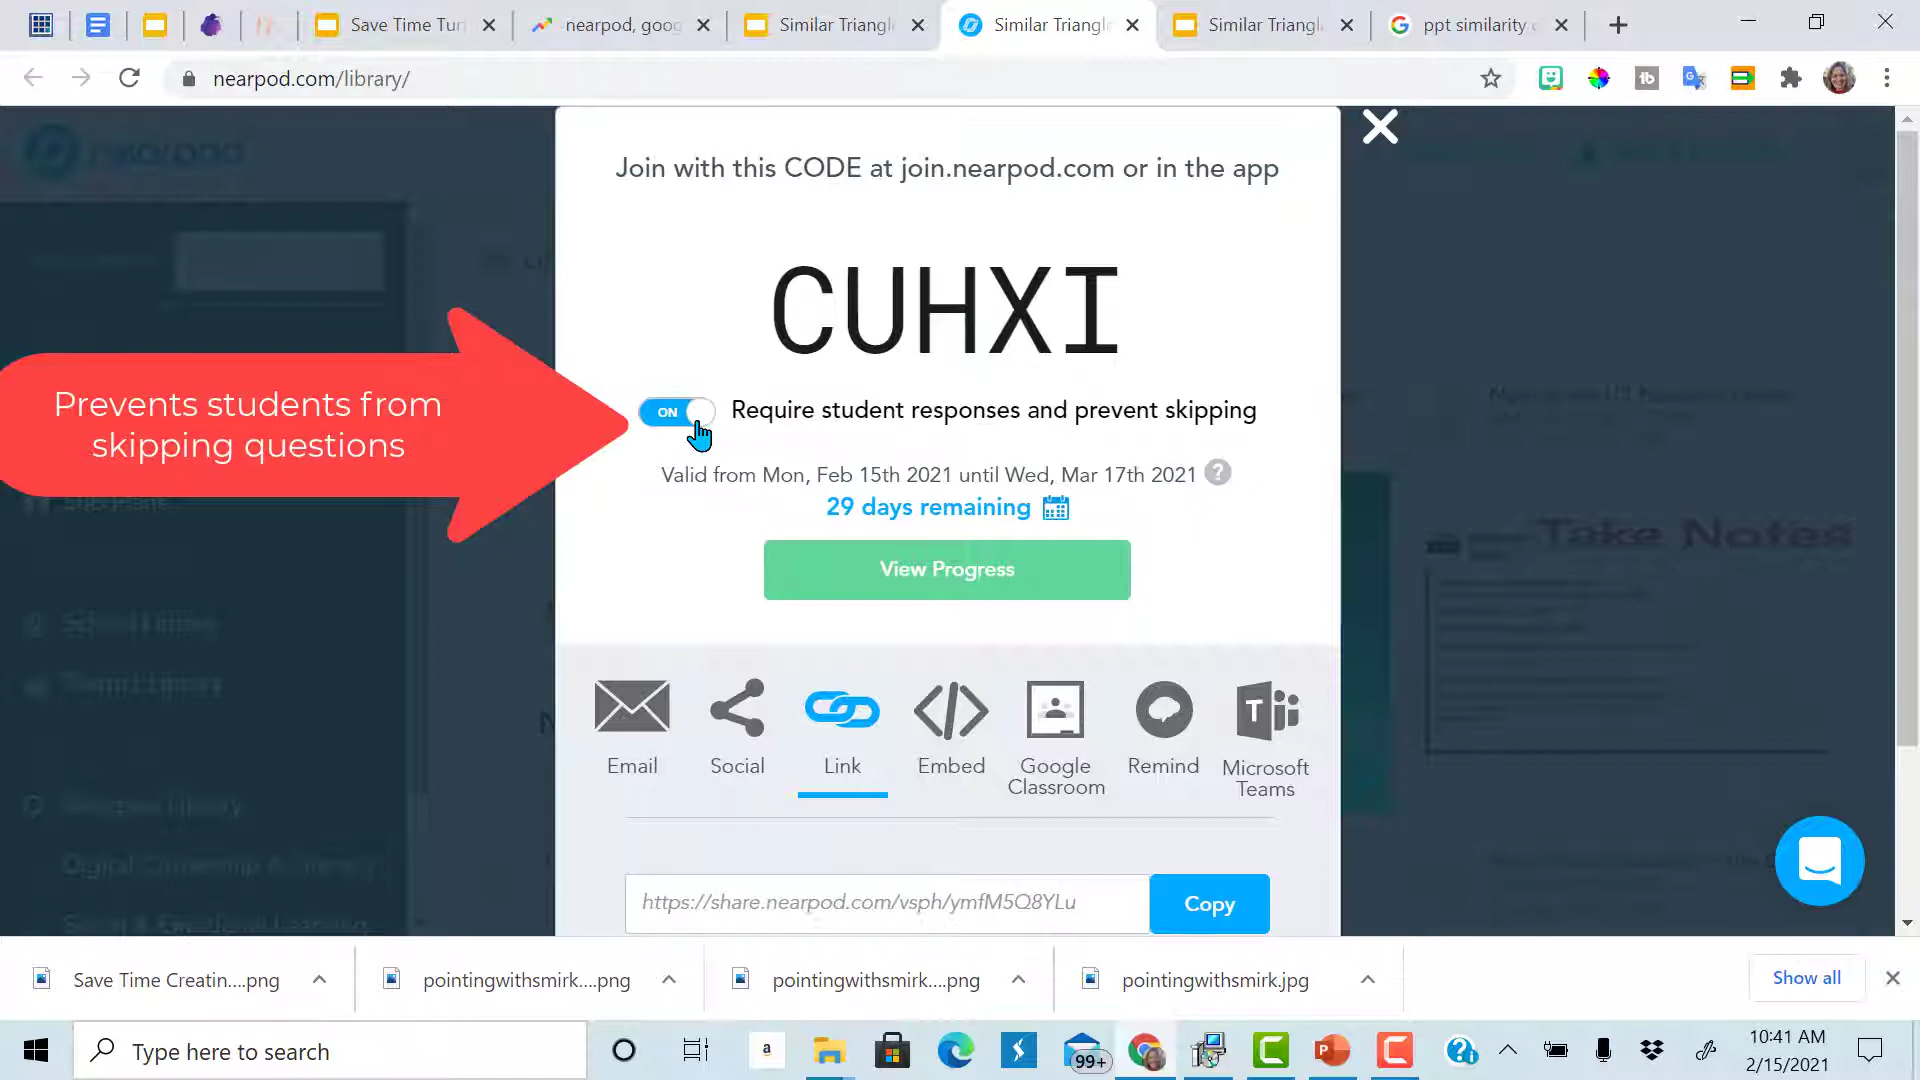 Save Time Tur
nearpod, goog
Similar Triangl
Similar Triangl
Similar Triangl
ppt similarity
nearpod.com/library/
Join with this CODE at join.nearpod.com or in the app
CUHXI
Prevents students from
skipping questions
ON
Require student responses and prevent skipping
Valid from Mon, Feb 15th 2021 until Wed, Mar 17th 2021
29 days remaining
Take Notes
View Progress
Email
Social
Link
Embed
Google
Classroom
Remind
Microsoft
Teams
Digital Citizenship & Literacy
https://share.nearpod.com/vsph/ymfM5Q8YLu
Copy
Save Time Creatin....png
pointingwithsmirk....png
pointingwithsmirk....png
pointingwithsmirk.jpg
Show all
Type here to search
99+
10:41 AM
2/15/2021